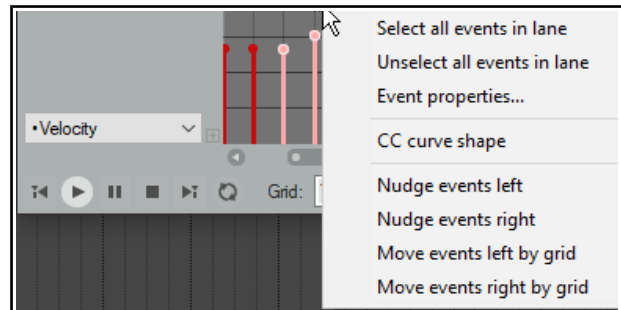 Select all events in lane
Unselect all events in lane
Event properties...
•Velocity
CC curve shape
Nudge events left
Grid:
Nudge events right
Move events left by grid
Move events right by grid